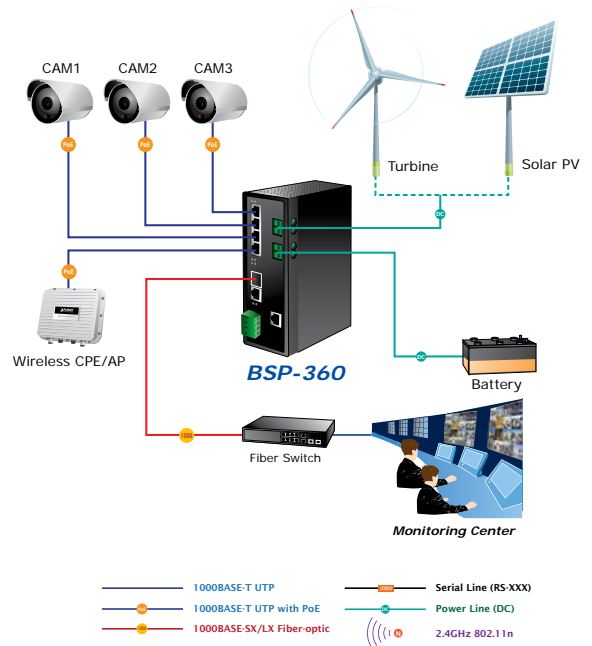 CAM1 CAM2 CAM3
PoE PoE PoE
Turbine
Solar PV
DC
PoE
Wireless CPE/AP
BSP-360
DC
Battery
1000
Fiber Switch
Monitoring Center
1000BASE-T UTP
Serial Line (RS-XXX)
PoE 1000BASE-T UTP with PoE
DC Power Line (DC)
1000BASE-SX/LX Fiber-optic
N 2.4GHz 802.11n